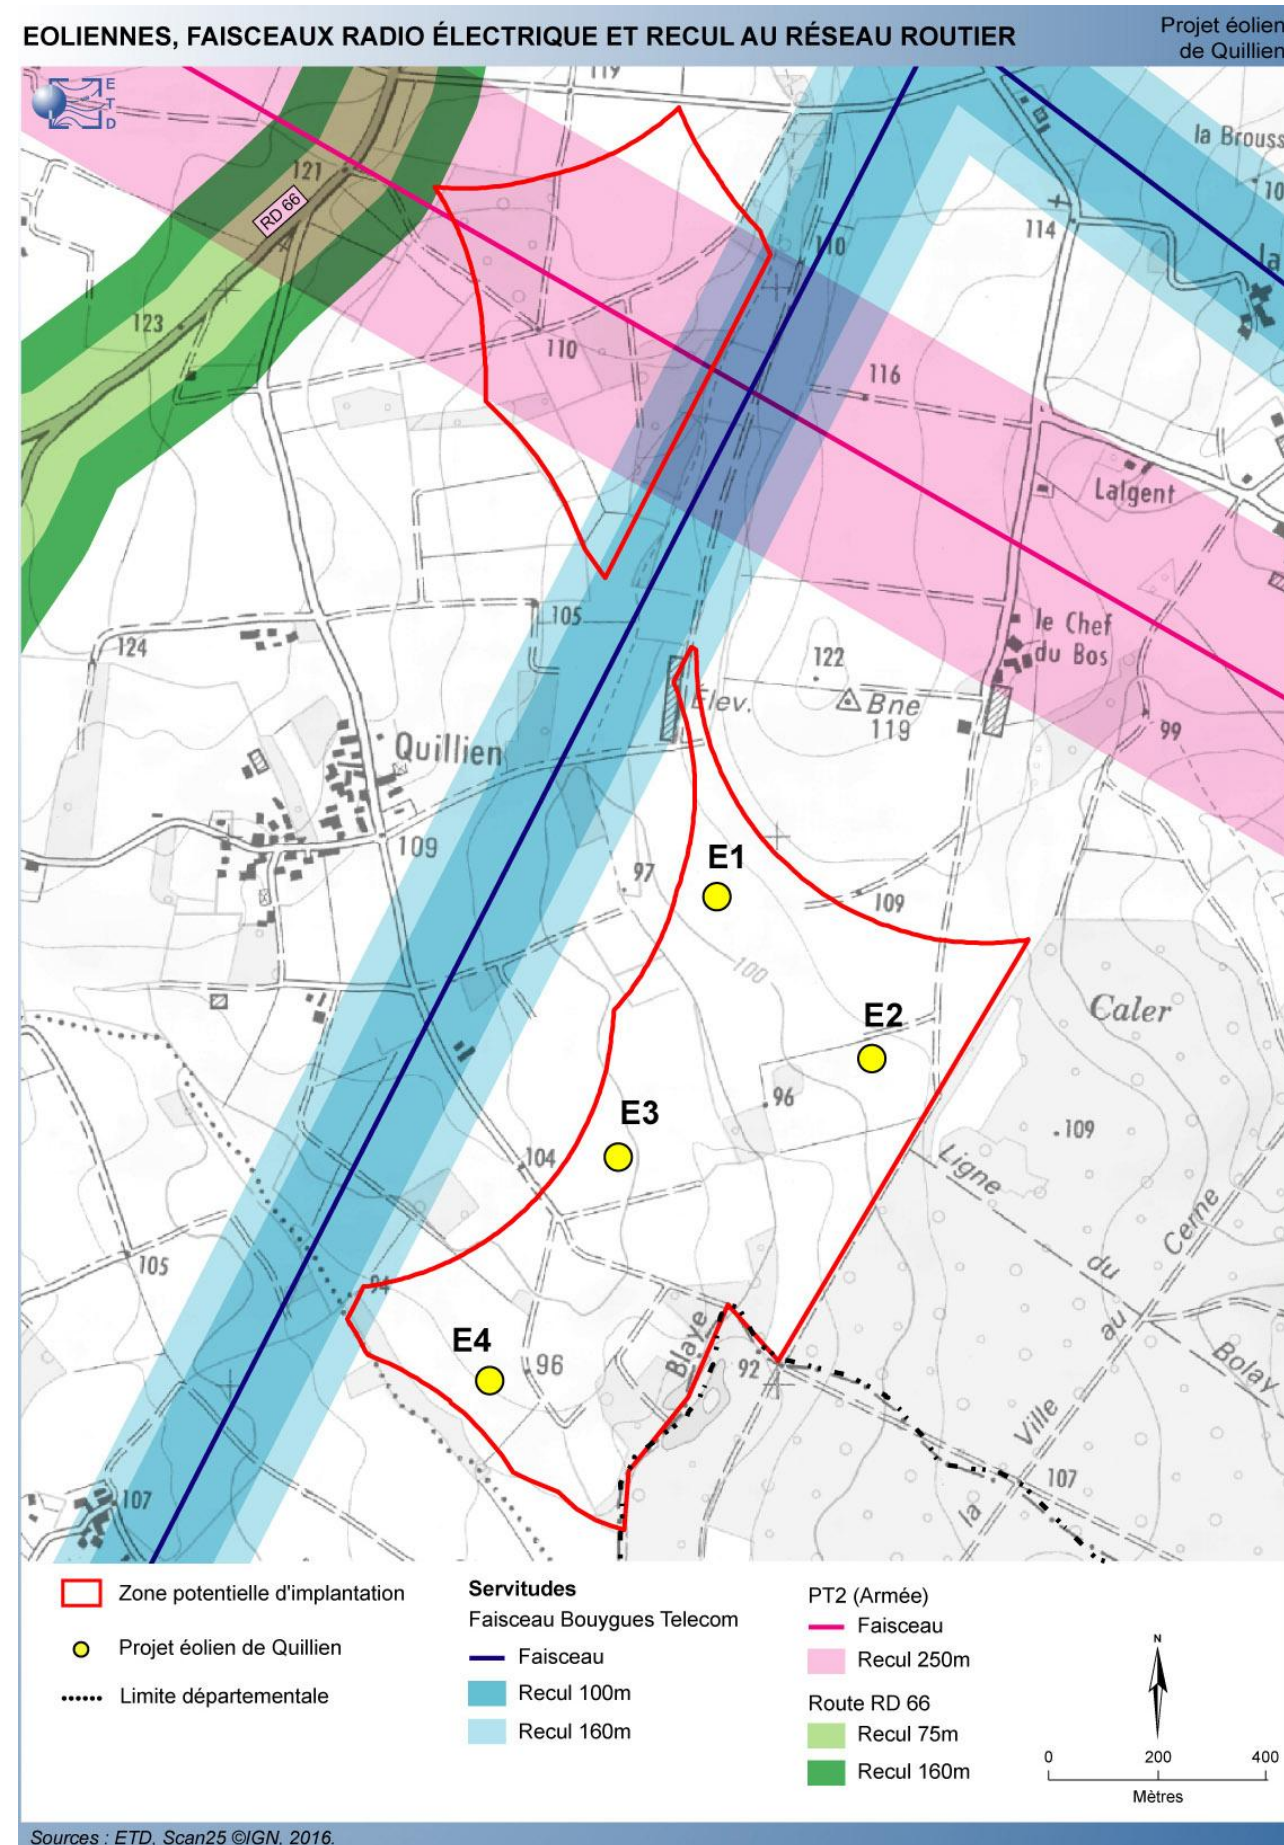 EOLIENNES, FAISCEAUX RADIO ÉLECTRIQUE ET RECUL AU RÉSEAU ROUTIER
Projet éolien
de Quillien
E
T
D
119
la Brouss
121
RD 66
10
114
110
la
123
110
116
Lalgent
105
le Chef
du Bos
124
122
Élev.
Bne
119
99
Quillien
109
E1
97
109
100
Caler
E2
96
E3
109
104
Ligne
Cerne
105
du
94
au
Blaye
E4
96
92
Bolay
Ville
107
107
la
Zone potentielle d'implantation
Projet éolien de Quillien
Limite départementale
Servitudes
Faisceau Bouygues Telecom
Faisceau
Recul 100m
Recul 160m
PT2 (Armée)
Faisceau
Recul 250m
Route RD 66
Recul 75m
Recul 160m
N
0 200 400
Mètres
Sources : ETD, Scan25 ©IGN, 2016.